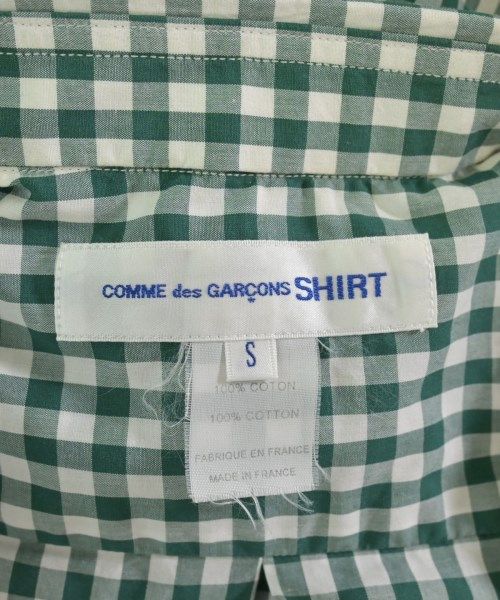 COMME des GARÇONS SHIRT
S
100% COTON
100% COTTON
FABRIQUE EN FRANCE
MADE IN FRANCE